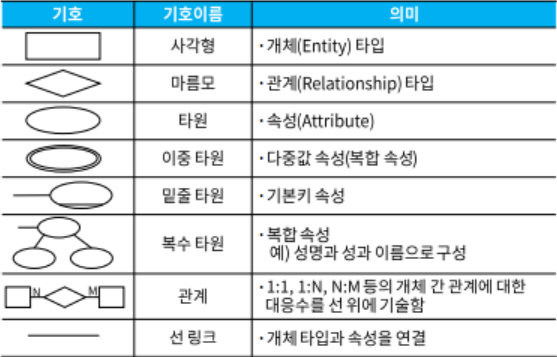 기호 기호이름 의미
사각형 · 개체(Entity) 타입
마름모 · 관계(Relationship) 타입
타원 · 속성(Attribute)
이중 타원 · 다중값 속성(복합 속성)
밑줄 타원 · 기본키 속성
복수 타원 · 복합 속성
예) 성명과 성과 이름으로 구성
N M 관계 · 1:1, 1:N, N:M 등의 개체 간 관계에 대한
대응수를 선 위에 기술함
선 링크 · 개체 타입과 속성을 연결